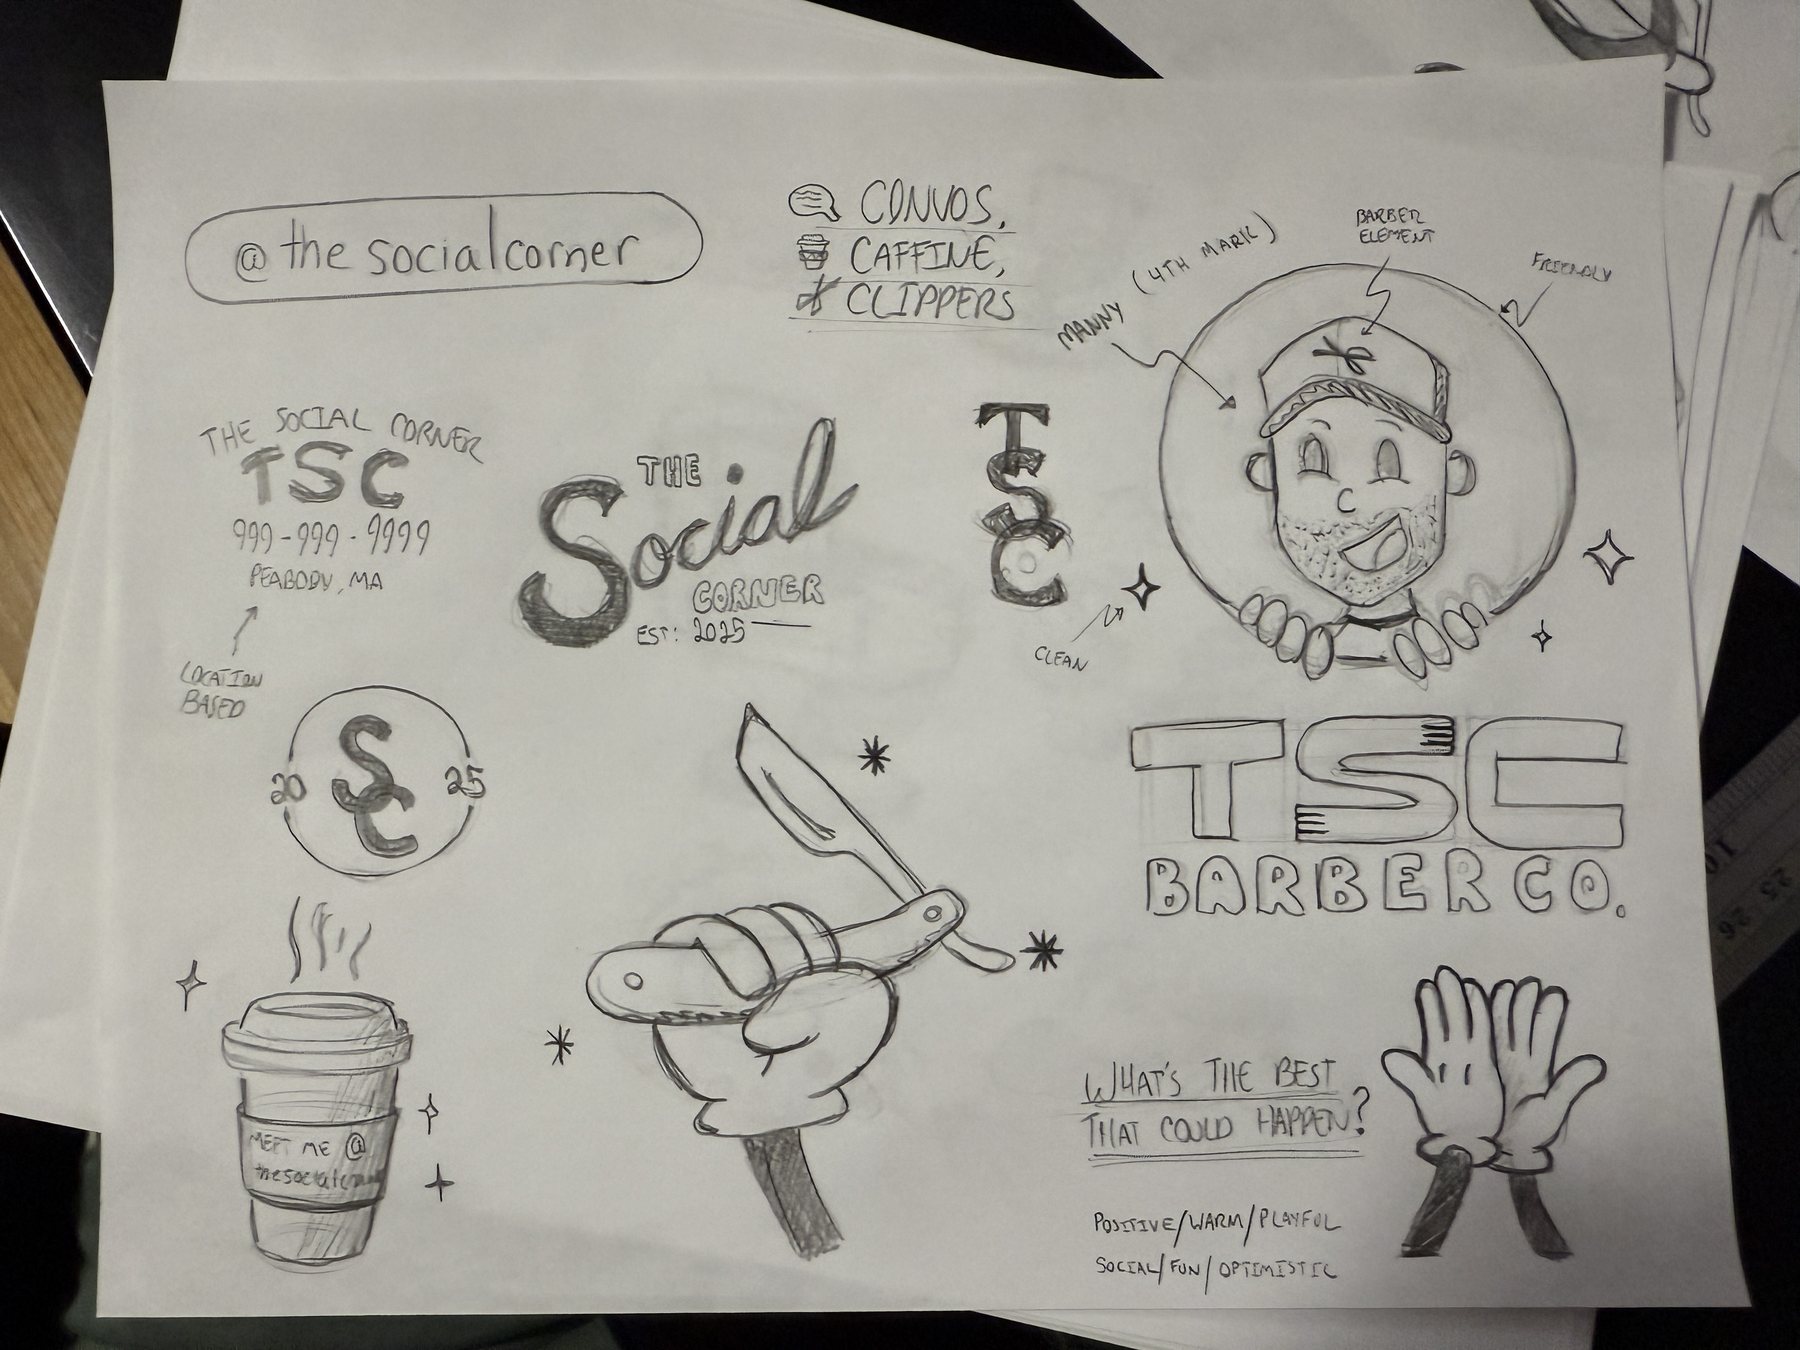 @thesocialcorner
CONVOS,
CAFFINE,
CLIPPERS
MANNY (4TH MARK)
BARBER
ELEMENT
FRIENDLY
THE SOCIAL CORNER
TSC
999-999-9999
PEABODY, MA
LOCATION
BASED
THE
Social
CORNER
EST: 2025
TSC
CLEAN
20 SC 25
TSC
BARBER CO.
MEET ME @
WHAT'S THE BEST
THAT COULD HAPPEN?
POSITIVE/WARM/PLAYFUL
SOCIAL/FUN/OPTIMISTIC